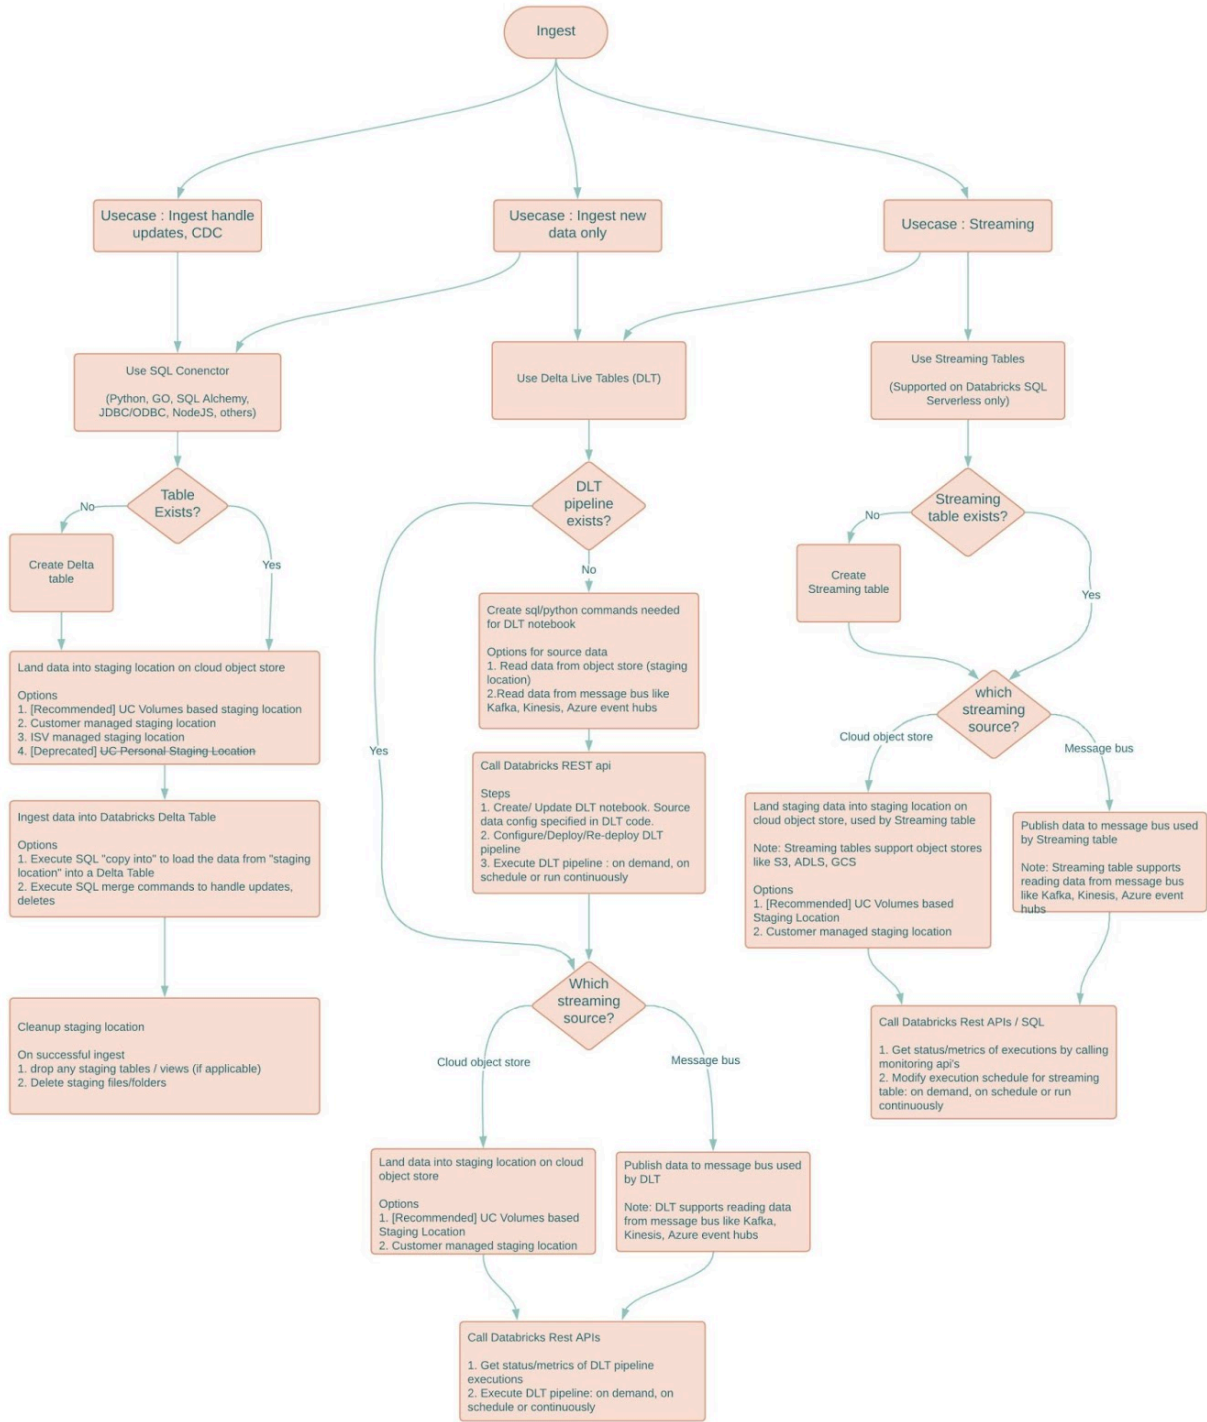 Ingest
Usecase : Ingest handle
updates, CDC
Usecase : Ingest new
data only
Usecase : Streaming
Use SQL Conenctor
(Python, GO, SQL Alchemy,
JDBC/ODBC, NodeJS, others)
Use Delta Live Tables (DLT)
Use Streaming Tables
(Supported on Databricks SQL
Serverless only)
Table
Exists?
No
Yes
Create Delta
table
Land data into staging location on cloud object store
Options
1. [Recommended] UC Volumes based staging location
2. Customer managed staging location
3. ISV managed staging location
4. [Deprecated] UC Personal Staging Location
Ingest data into Databricks Delta Table
Options
1. Execute SQL "copy into" to load the data from "staging
location" into a Delta Table
2. Execute SQL merge commands to handle updates,
deletes
Cleanup staging location
On successful ingest
1. drop any staging tables / views (if applicable)
2. Delete staging files/folders
DLT
pipeline
exists?
No
Yes
Create sql/python commands needed
for DLT notebook
Options for source data
1. Read data from object store (staging
location)
2.Read data from message bus like
Kafka, Kinesis, Azure event hubs
Call Databricks REST api
Steps
1. Create/ Update DLT notebook. Source
data config specified in DLT code.
2. Configure/Deploy/Re-deploy DLT
pipeline
3. Execute DLT pipeline : on demand, on
schedule or run continuously
Which
streaming
source?
Cloud object store
Message bus
Land data into staging location on cloud
object store
Options
1. [Recommended] UC Volumes based
Staging Location
2. Customer managed staging location
Publish data to message bus used
by DLT
Note: DLT supports reading data
from message bus like Kafka,
Kinesis, Azure event hubs
Call Databricks Rest APIs
1. Get status/metrics of DLT pipeline
executions
2. Execute DLT pipeline: on demand, on
schedule or continuously
Streaming
table exists?
No
Yes
Create
Streaming table
which
streaming
source?
Cloud object store
Message bus
Land staging data into staging location on
cloud object store, used by Streaming table
Note: Streaming tables support object stores
like S3, ADLS, GCS
Options
1. [Recommended] UC Volumes based
Staging Location
2. Customer managed staging location
Publish data to message bus used
by Streaming table
Note: Streaming table supports
reading data from message bus
like Kafka, Kinesis, Azure event
hubs
Call Databricks Rest APIs / SQL
1. Get status/metrics of executions by calling
monitoring api's
2. Modify execution schedule for streaming
table: on demand, on schedule or run
continuously